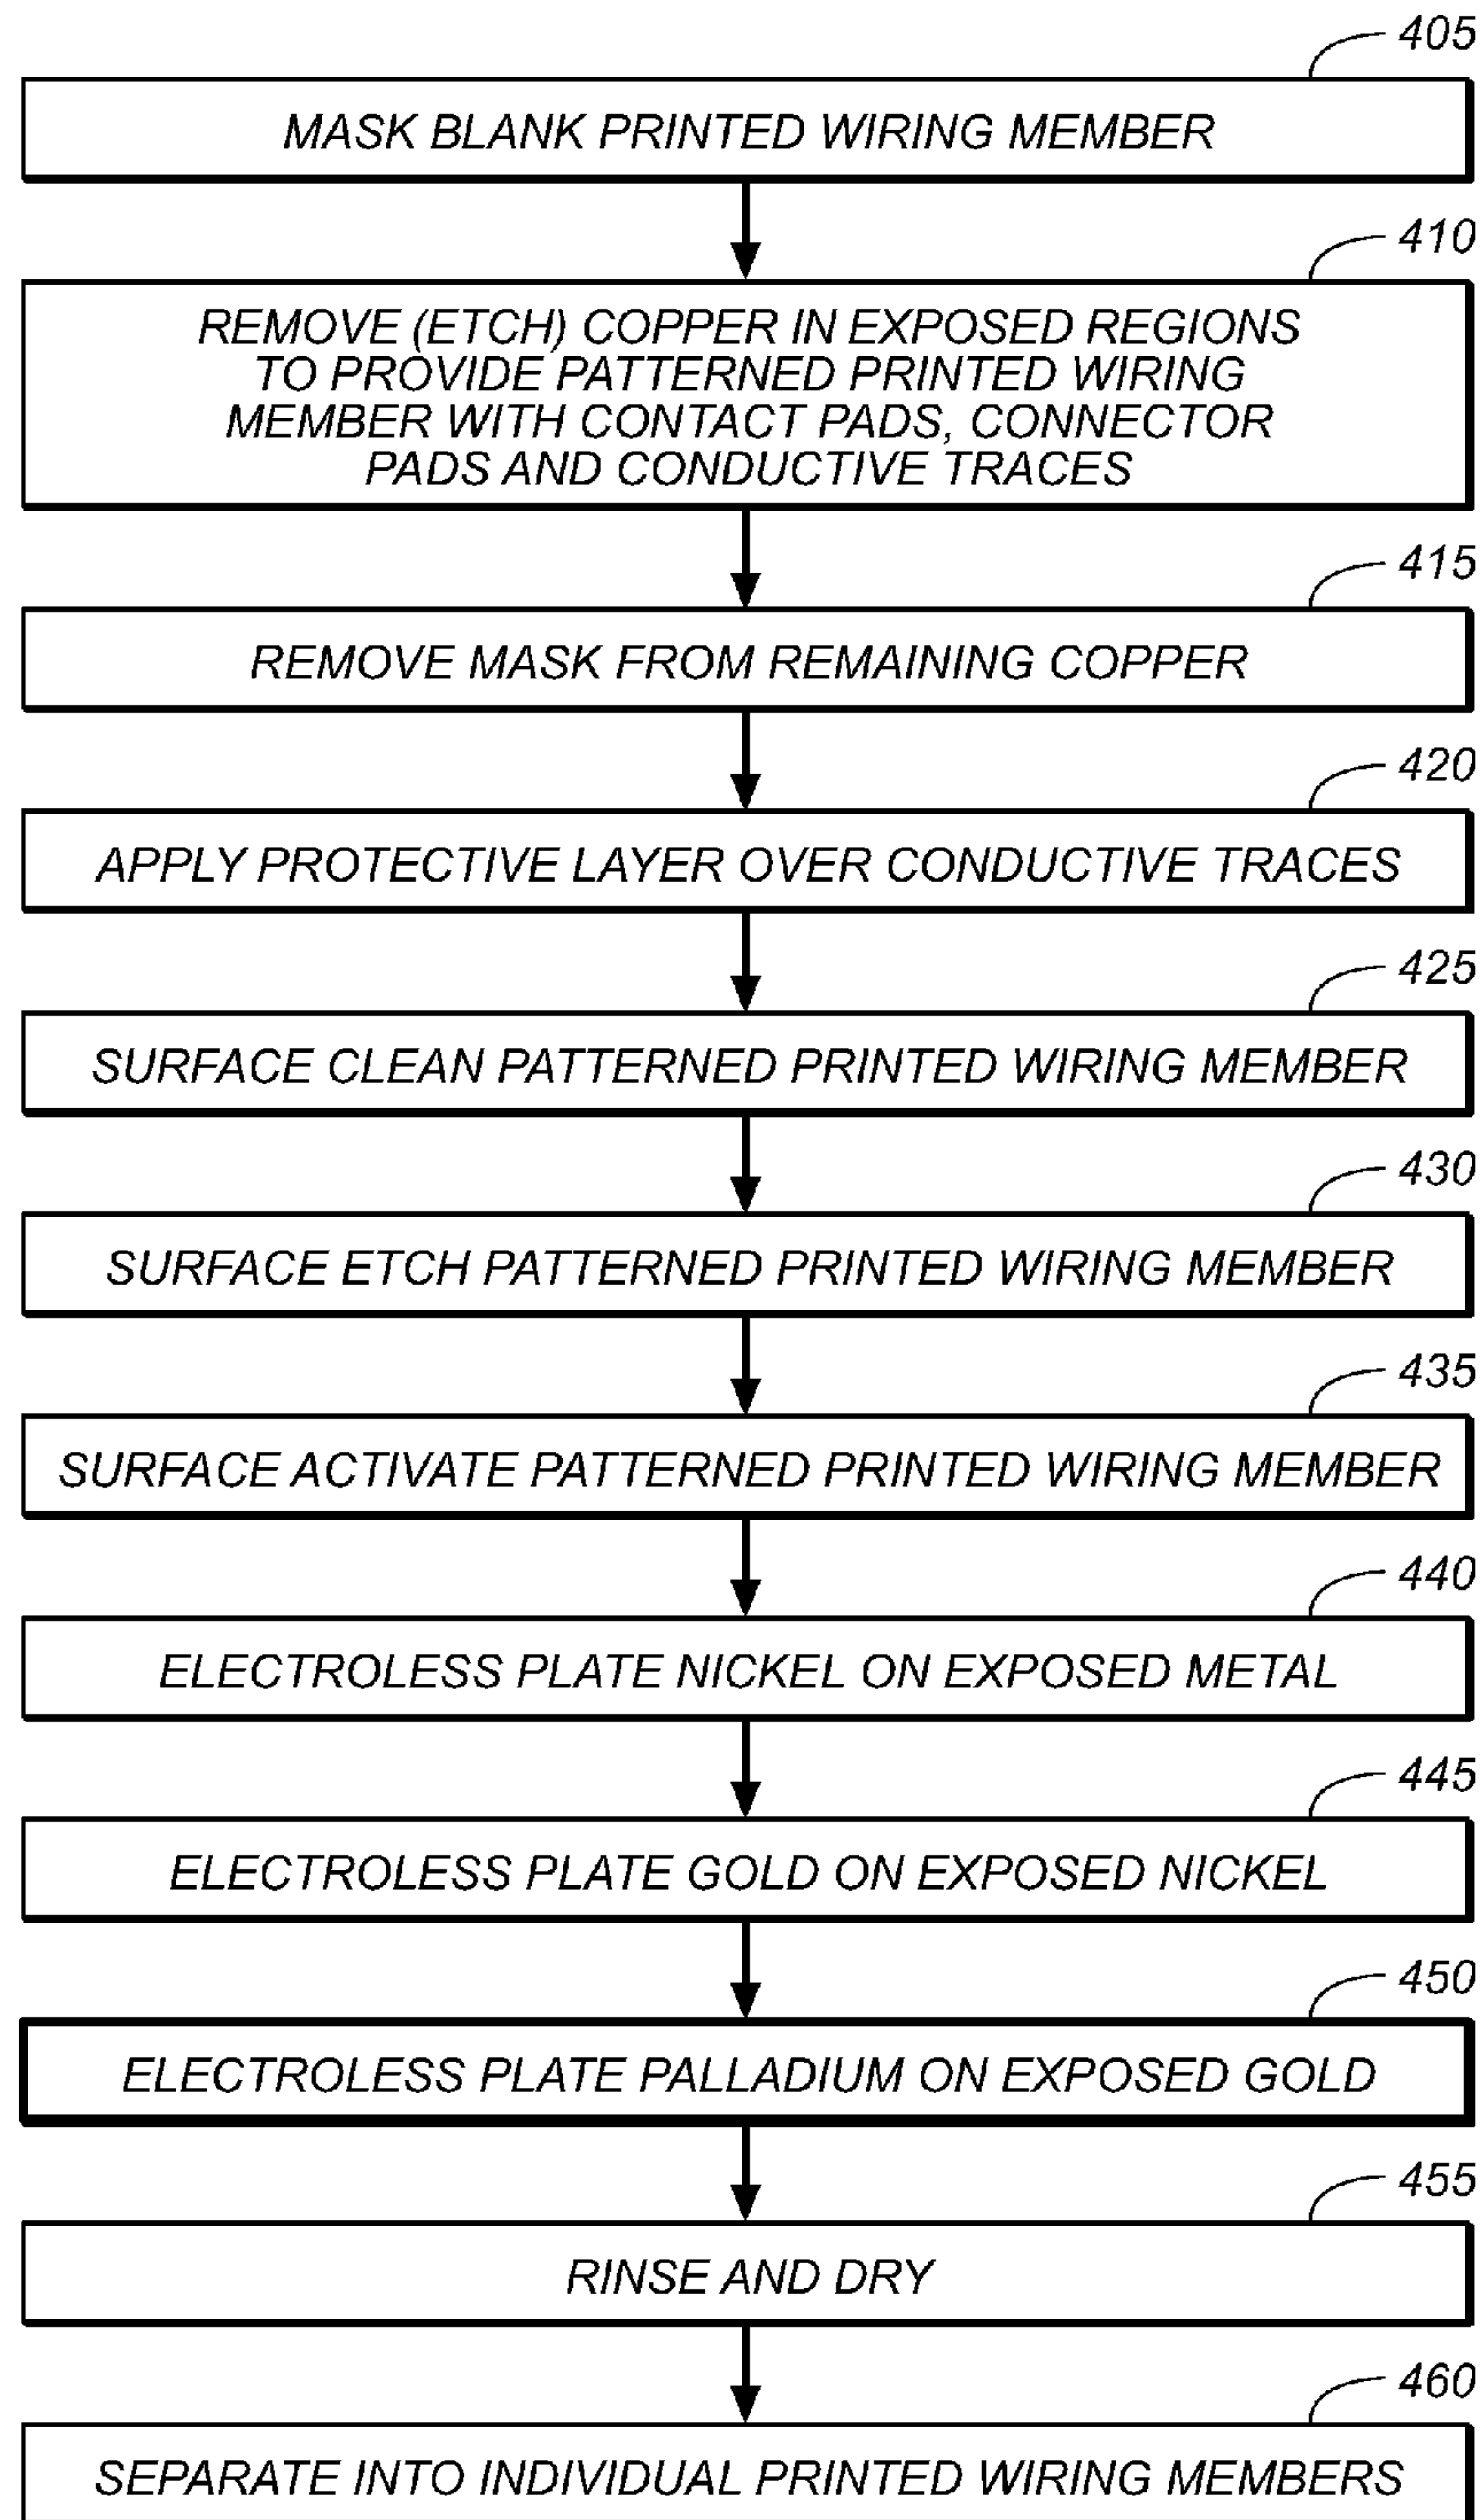 405
MASK BLANK PRINTED WIRING MEMBER
410
REMOVE (ETCH) COPPER IN EXPOSED REGIONS
TO PROVIDE PATTERNED PRINTED WIRING
MEMBER WITH CONTACT PADS, CONNECTOR
PADS AND CONDUCTIVE TRACES
415
REMOVE MASK FROM REMAINING COPPER
420
APPLY PROTECTIVE LAYER OVER CONDUCTIVE TRACES
425
SURFACE CLEAN PATTERNED PRINTED WIRING MEMBER
430
SURFACE ETCH PATTERNED PRINTED WIRING MEMBER
435
SURFACE ACTIVATE PATTERNED PRINTED WIRING MEMBER
440
ELECTROLESS PLATE NICKEL ON EXPOSED METAL
445
ELECTROLESS PLATE GOLD ON EXPOSED NICKEL
450
ELECTROLESS PLATE PALLADIUM ON EXPOSED GOLD
455
RINSE AND DRY
460
SEPARATE INTO INDIVIDUAL PRINTED WIRING MEMBERS